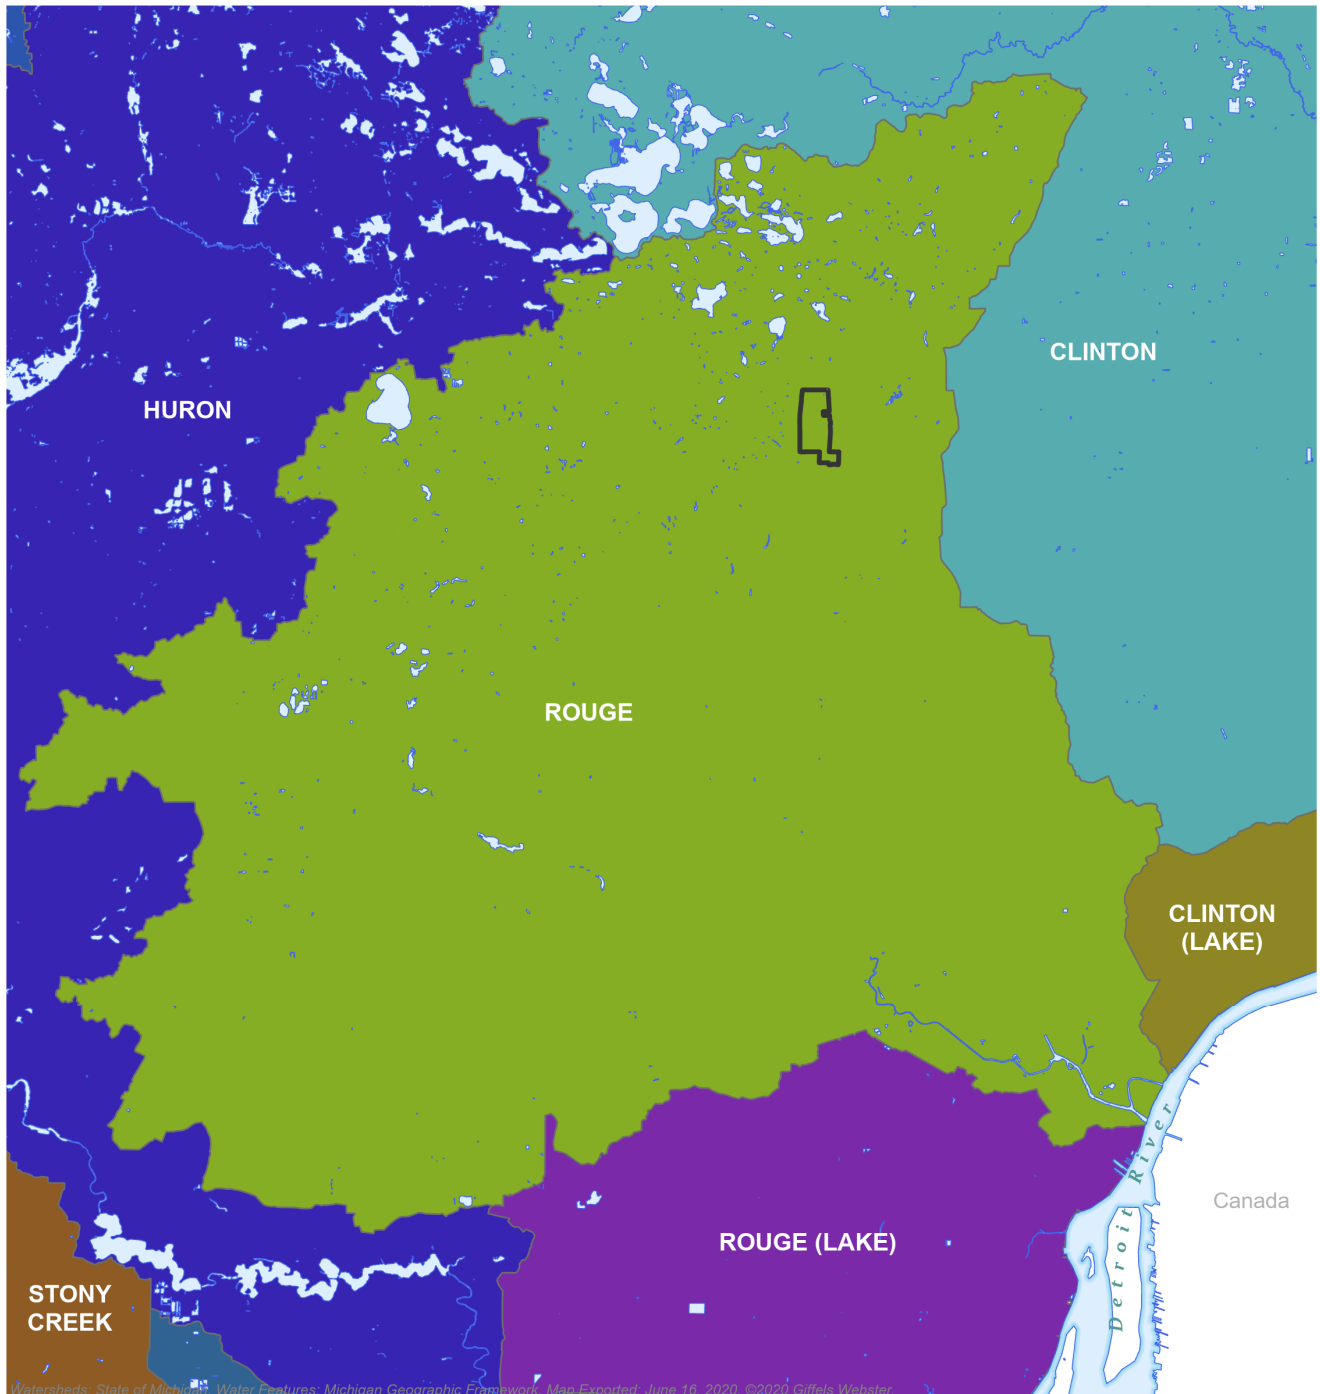 CLINTON
HURON
ROUGE
CLINTON
(LAKE)
Detroit River
Canada
ROUGE (LAKE)
STONY
CREEK
Watersheds: State of Michigan, Water Features: Michigan Geographic Framework. Map Exported: June 16, 2020. ©2020 Giffels Webster